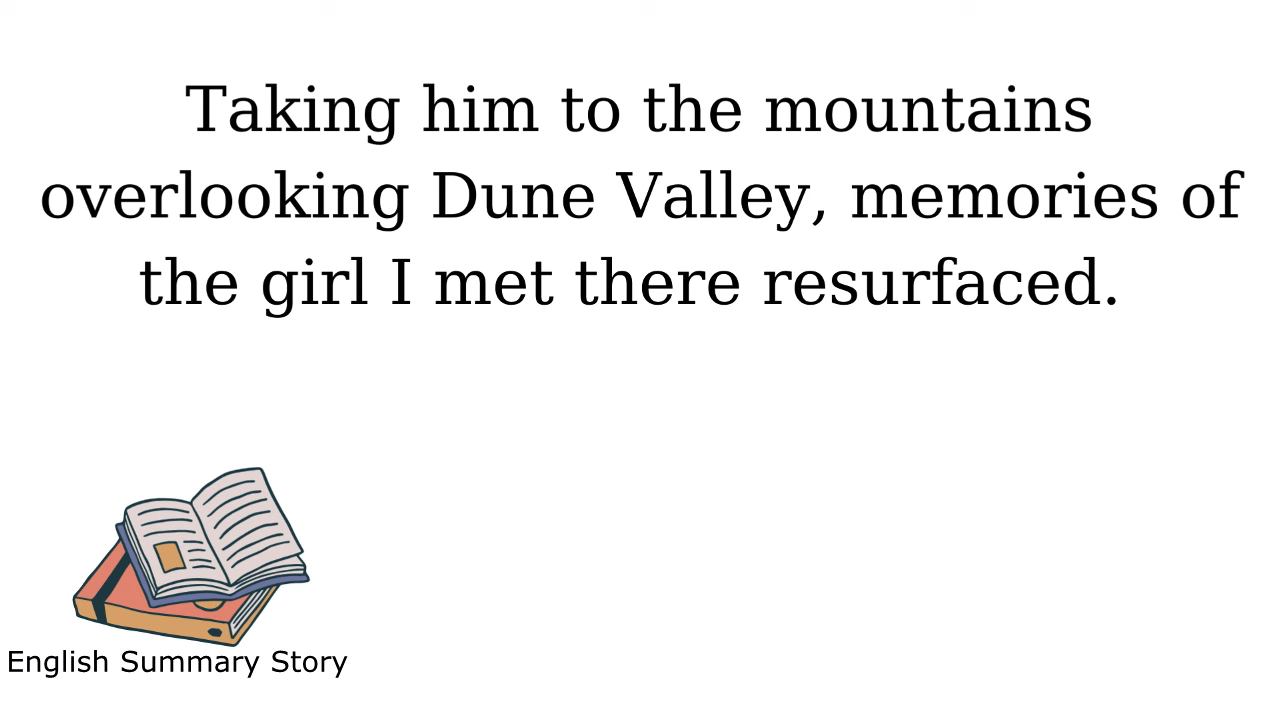 Taking him to the mountains
overlooking Dune Valley, memories of
the girl I met there resurfaced.
English Summary Story